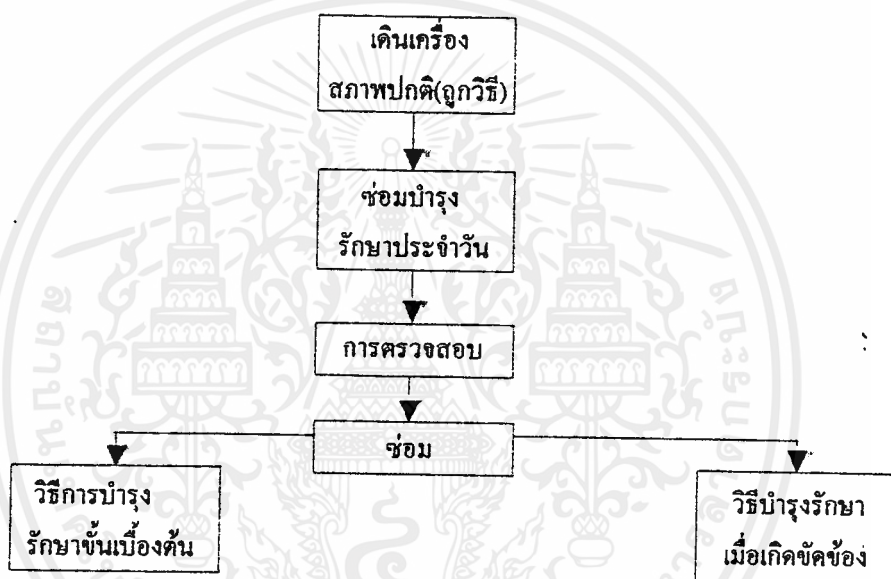 เดินเครื่อง
สภาพปกติ(ถูกวิธี)
ซ่อมบำรุง
รักษาประจำวัน
การตรวจสอบ
ซ่อม
วิธีการบำรุง
รักษาขั้นเบื้องต้น
วิธีบำรุงรักษา
เมื่อเกิดขัดข้อง